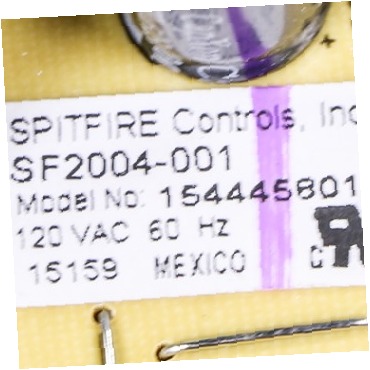 SPITFIRE Controls, Inc
SF2004-001
Model No: 154445801
120 VAC 60 Hz
15159 MEXICO